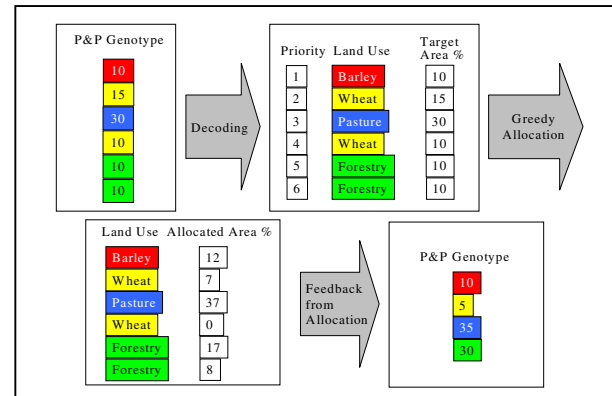 P&P Genotype
10
15
30
10
10
10
Decoding
Priority Land Use Target Area %
1 Barley 10
2 Wheat 15
3 Pasture 30
4 Wheat 10
5 Forestry 10
6 Forestry 10
Greedy
Allocation
Land Use Allocated Area %
Barley 12
Wheat 7
Pasture 37
Wheat 0
Forestry 17
Forestry 8
Feedback
from
Allocation
P&P Genotype
10
5
35
30